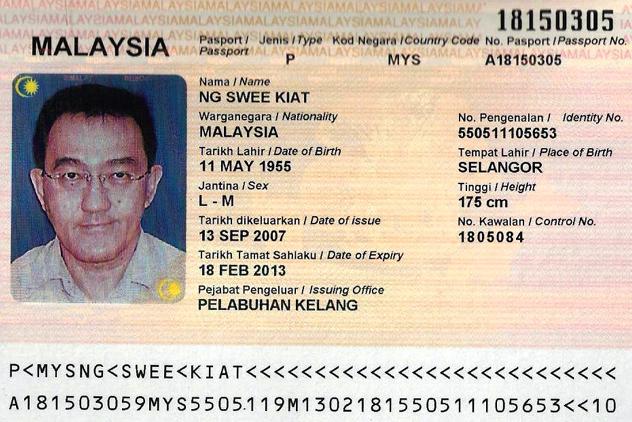 18150305
MALAYSIA
Pasport / Passport
Jenis / Type
P
Kod Negara / Country Code
MYS
No. Pasport / Passport No.
A18150305
Nama / Name
NG SWEE KIAT
Warganegara / Nationality
MALAYSIA
No. Pengenalan / Identity No.
550511105653
Tarikh Lahir / Date of Birth
11 MAY 1955
Tempat Lahir / Place of Birth
SELANGOR
Jantina / Sex
L - M
Tinggi / Height
175 cm
Tarikh dikeluarkan / Date of issue
13 SEP 2007
No. Kawalan / Control No.
1805084
Tarikh Tamat Sahlaku / Date of Expiry
18 FEB 2013
Pejabat Pengeluar / Issuing Office
PELABUHAN KELANG
P<MYSNG<SWEE<KIAT<<<<<<<<<<<<<<<<<<<<<<<<<<<
A181503059MYS5505.119M1302181550511105653<<10